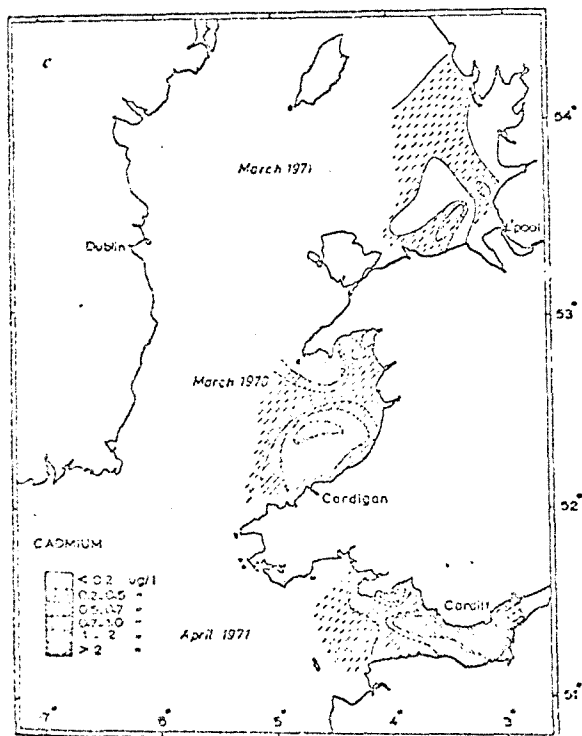 c
54°
March 1971
L'pool
Dublin
53°
March 1970
Cardigan
52°
CADMIUM
< 0.2 ug/l
0.2-0.5 "
0.5-0.7 "
0.7-1.0 "
1 - 2 "
> 2 "
Cardiff
April 1971
51°
7° 6° 5° 4° 3°